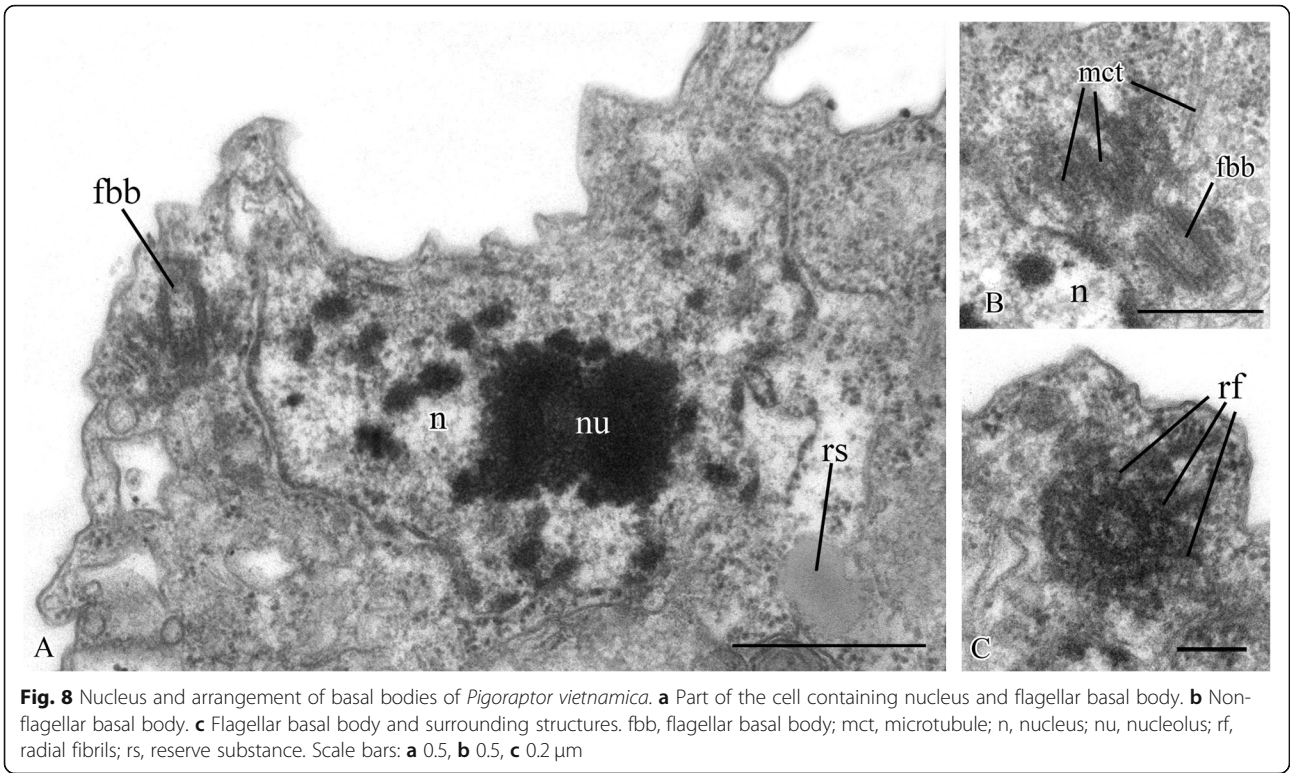 fbb
n
nu
rs
A
mct
fbb
B
n
rf
C
Fig. 8 Nucleus and arrangement of basal bodies of Pigoraptor vietnamica. a Part of the cell containing nucleus and flagellar basal body. b Non-
flagellar basal body. c Flagellar basal body and surrounding structures. fbb, flagellar basal body; mct, microtubule; n, nucleus; nu, nucleolus; rf,
radial fibrils; rs, reserve substance. Scale bars: a 0.5, b 0.5, c 0.2 μm